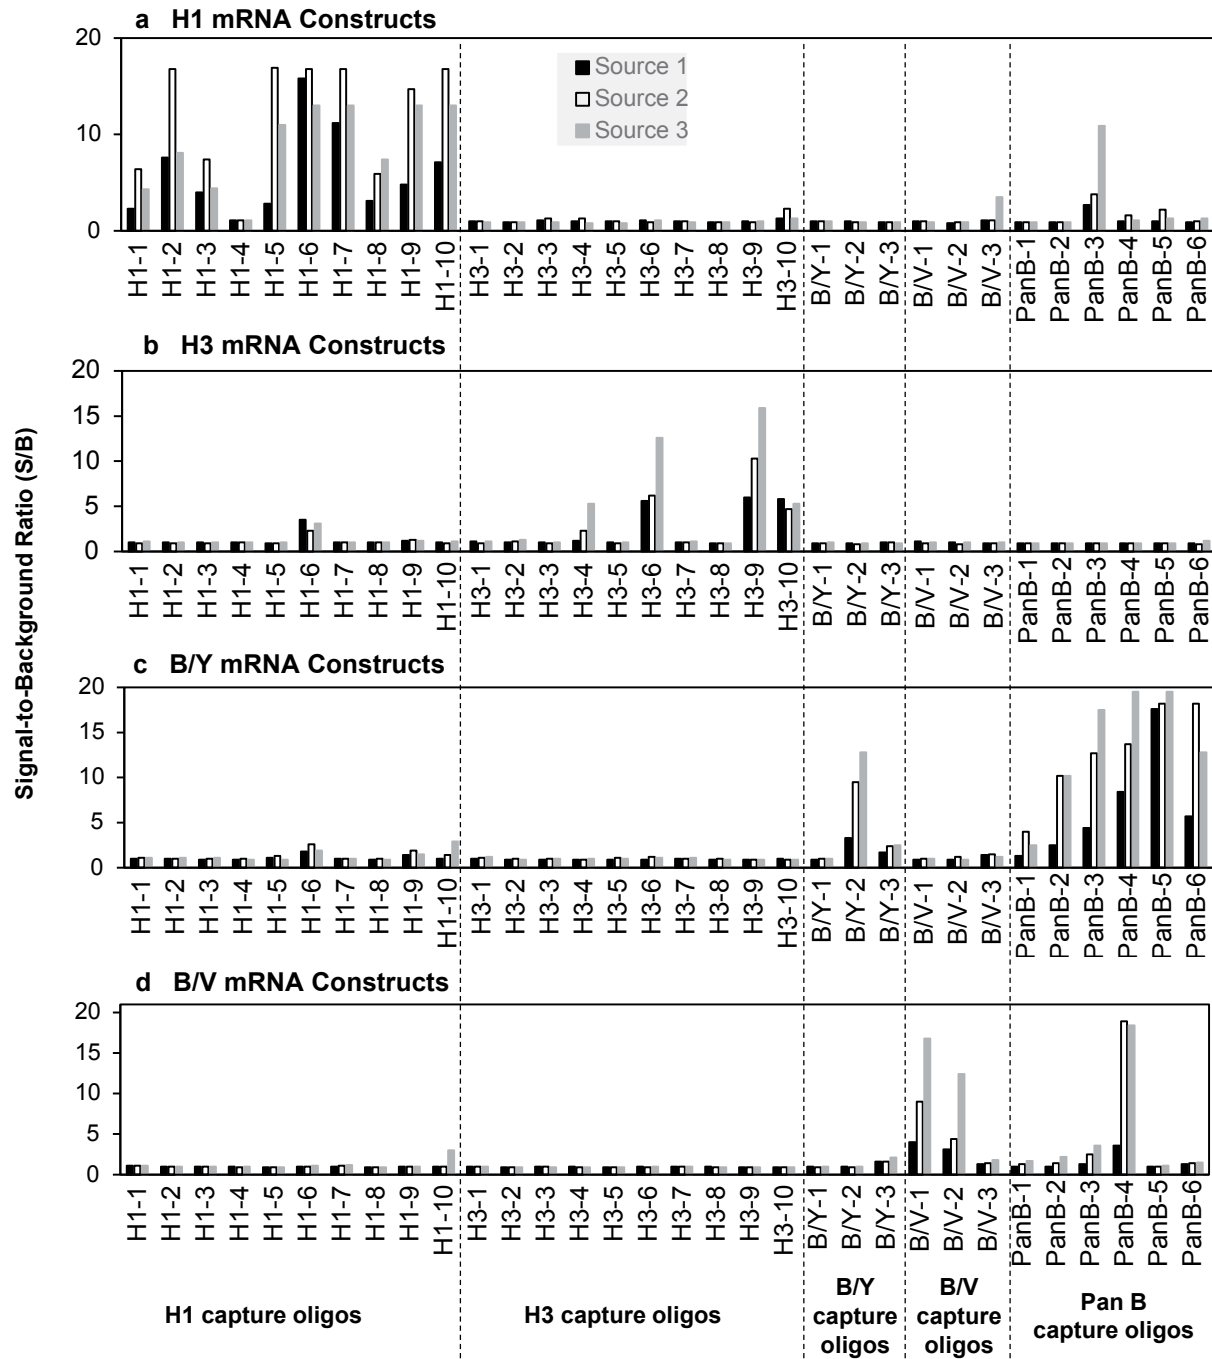 a H1 mRNA Constructs
20
10
0
Source 1
Source 2
Source 3
H1-1 H1-2 H1-3 H1-4 H1-5 H1-6 H1-7 H1-8 H1-9 H1-10 H3-1 H3-2 H3-3 H3-4 H3-5 H3-6 H3-7 H3-8 H3-9 H3-10 B/Y-1 B/Y-2 B/Y-3 B/V-1 B/V-2 B/V-3 PanB-1 PanB-2 PanB-3 PanB-4 PanB-5 PanB-6
b H3 mRNA Constructs
20
15
10
5
0
H1-1 H1-2 H1-3 H1-4 H1-5 H1-6 H1-7 H1-8 H1-9 H1-10 H3-1 H3-2 H3-3 H3-4 H3-5 H3-6 H3-7 H3-8 H3-9 H3-10 B/Y-1 B/Y-2 B/Y-3 B/V-1 B/V-2 B/V-3 PanB-1 PanB-2 PanB-3 PanB-4 PanB-5 PanB-6
Signal-to-Background Ratio (S/B)
c B/Y mRNA Constructs
20
15
10
5
0
H1-1 H1-2 H1-3 H1-4 H1-5 H1-6 H1-7 H1-8 H1-9 H1-10 H3-1 H3-2 H3-3 H3-4 H3-5 H3-6 H3-7 H3-8 H3-9 H3-10 B/Y-1 B/Y-2 B/Y-3 B/V-1 B/V-2 B/V-3 PanB-1 PanB-2 PanB-3 PanB-4 PanB-5 PanB-6
d B/V mRNA Constructs
20
15
10
5
0
H1-1 H1-2 H1-3 H1-4 H1-5 H1-6 H1-7 H1-8 H1-9 H1-10 H3-1 H3-2 H3-3 H3-4 H3-5 H3-6 H3-7 H3-8 H3-9 H3-10 B/Y-1 B/Y-2 B/Y-3 B/V-1 B/V-2 B/V-3 PanB-1 PanB-2 PanB-3 PanB-4 PanB-5 PanB-6
H1 capture oligos
H3 capture oligos
B/Y
capture
oligos
B/V
capture
oligos
Pan B
capture oligos